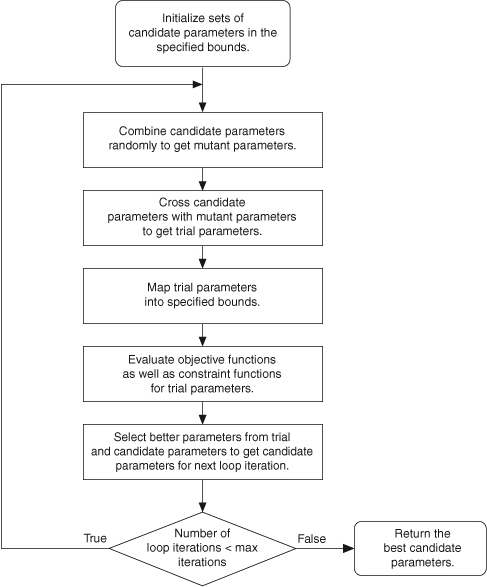 Initialize sets of
candidate parameters in the
specified bounds.
Combine candidate parameters
randomly to get mutant parameters.
Cross candidate
parameters with mutant parameters
to get trial parameters.
Map trial parameters
into specified bounds.
Evaluate objective functions
as well as constraint functions
for trial parameters.
Select better parameters from trial
and candidate parameters to get candidate
parameters for next loop iteration.
True
Number of
loop iterations < max
iterations
False
Return the
best candidate
parameters.